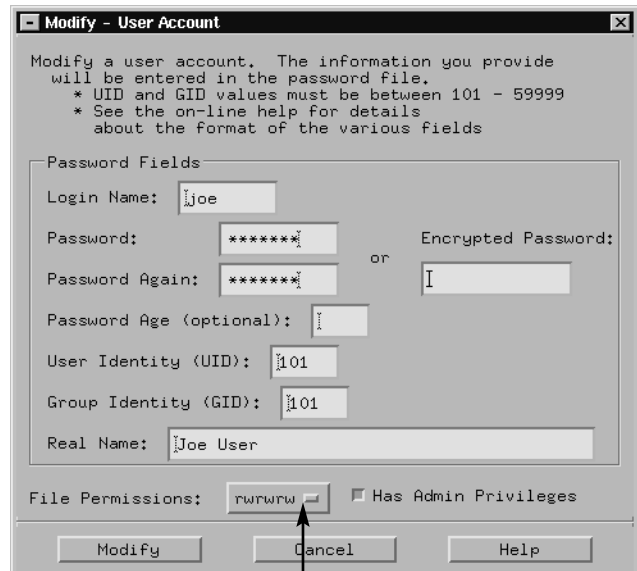 Modify - User Account
Modify a user account. The information you provide
will be entered in the password file.
* UID and GID values must be between 101 - 59999
* See the on-line help for details
about the format of the various fields
Password Fields
Login Name: joe
Password: *******
Encrypted Password:
or
Password Again: *******
Password Age (optional):
User Identity (UID): 101
Group Identity (GID): 101
Real Name: Joe User
File Permissions: rwrwrw Has Admin Privileges
Modify Cancel Help